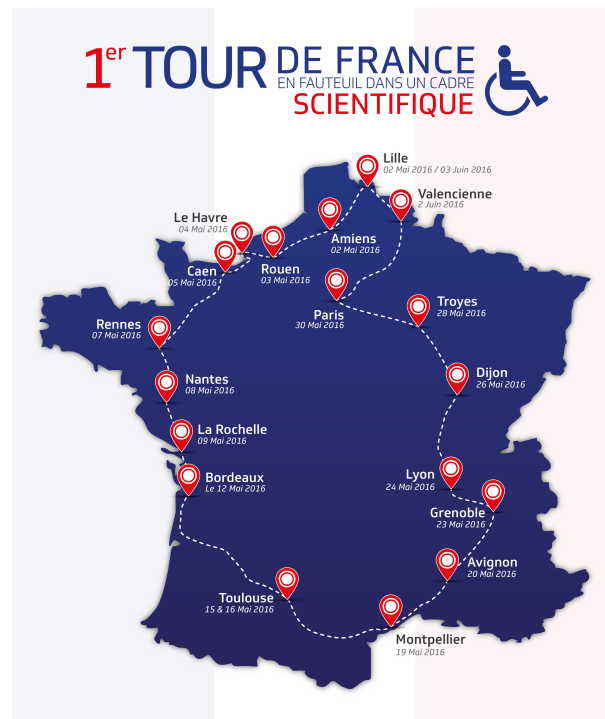 1er TOUR DE FRANCE
EN FAUTEUIL DANS UN CADRE
SCIENTIFIQUE
Lille
02 Mai 2016 / 03 Juin 2016
Valencienne
2 Juin 2016
Le Havre
04 Mai 2016
Amiens
02 Mai 2016
Caen
05 Mai 2016
Rouen
03 Mai 2016
Paris
30 Mai 2016
Troyes
28 Mai 2016
Rennes
07 Mai 2016
Nantes
08 Mai 2016
Dijon
26 Mai 2016
La Rochelle
09 Mai 2016
Bordeaux
Le 12 Mai 2016
Lyon
24 Mai 2016
Grenoble
23 Mai 2016
Avignon
20 Mai 2016
Toulouse
15 & 16 Mai 2016
Montpellier
19 Mai 2016